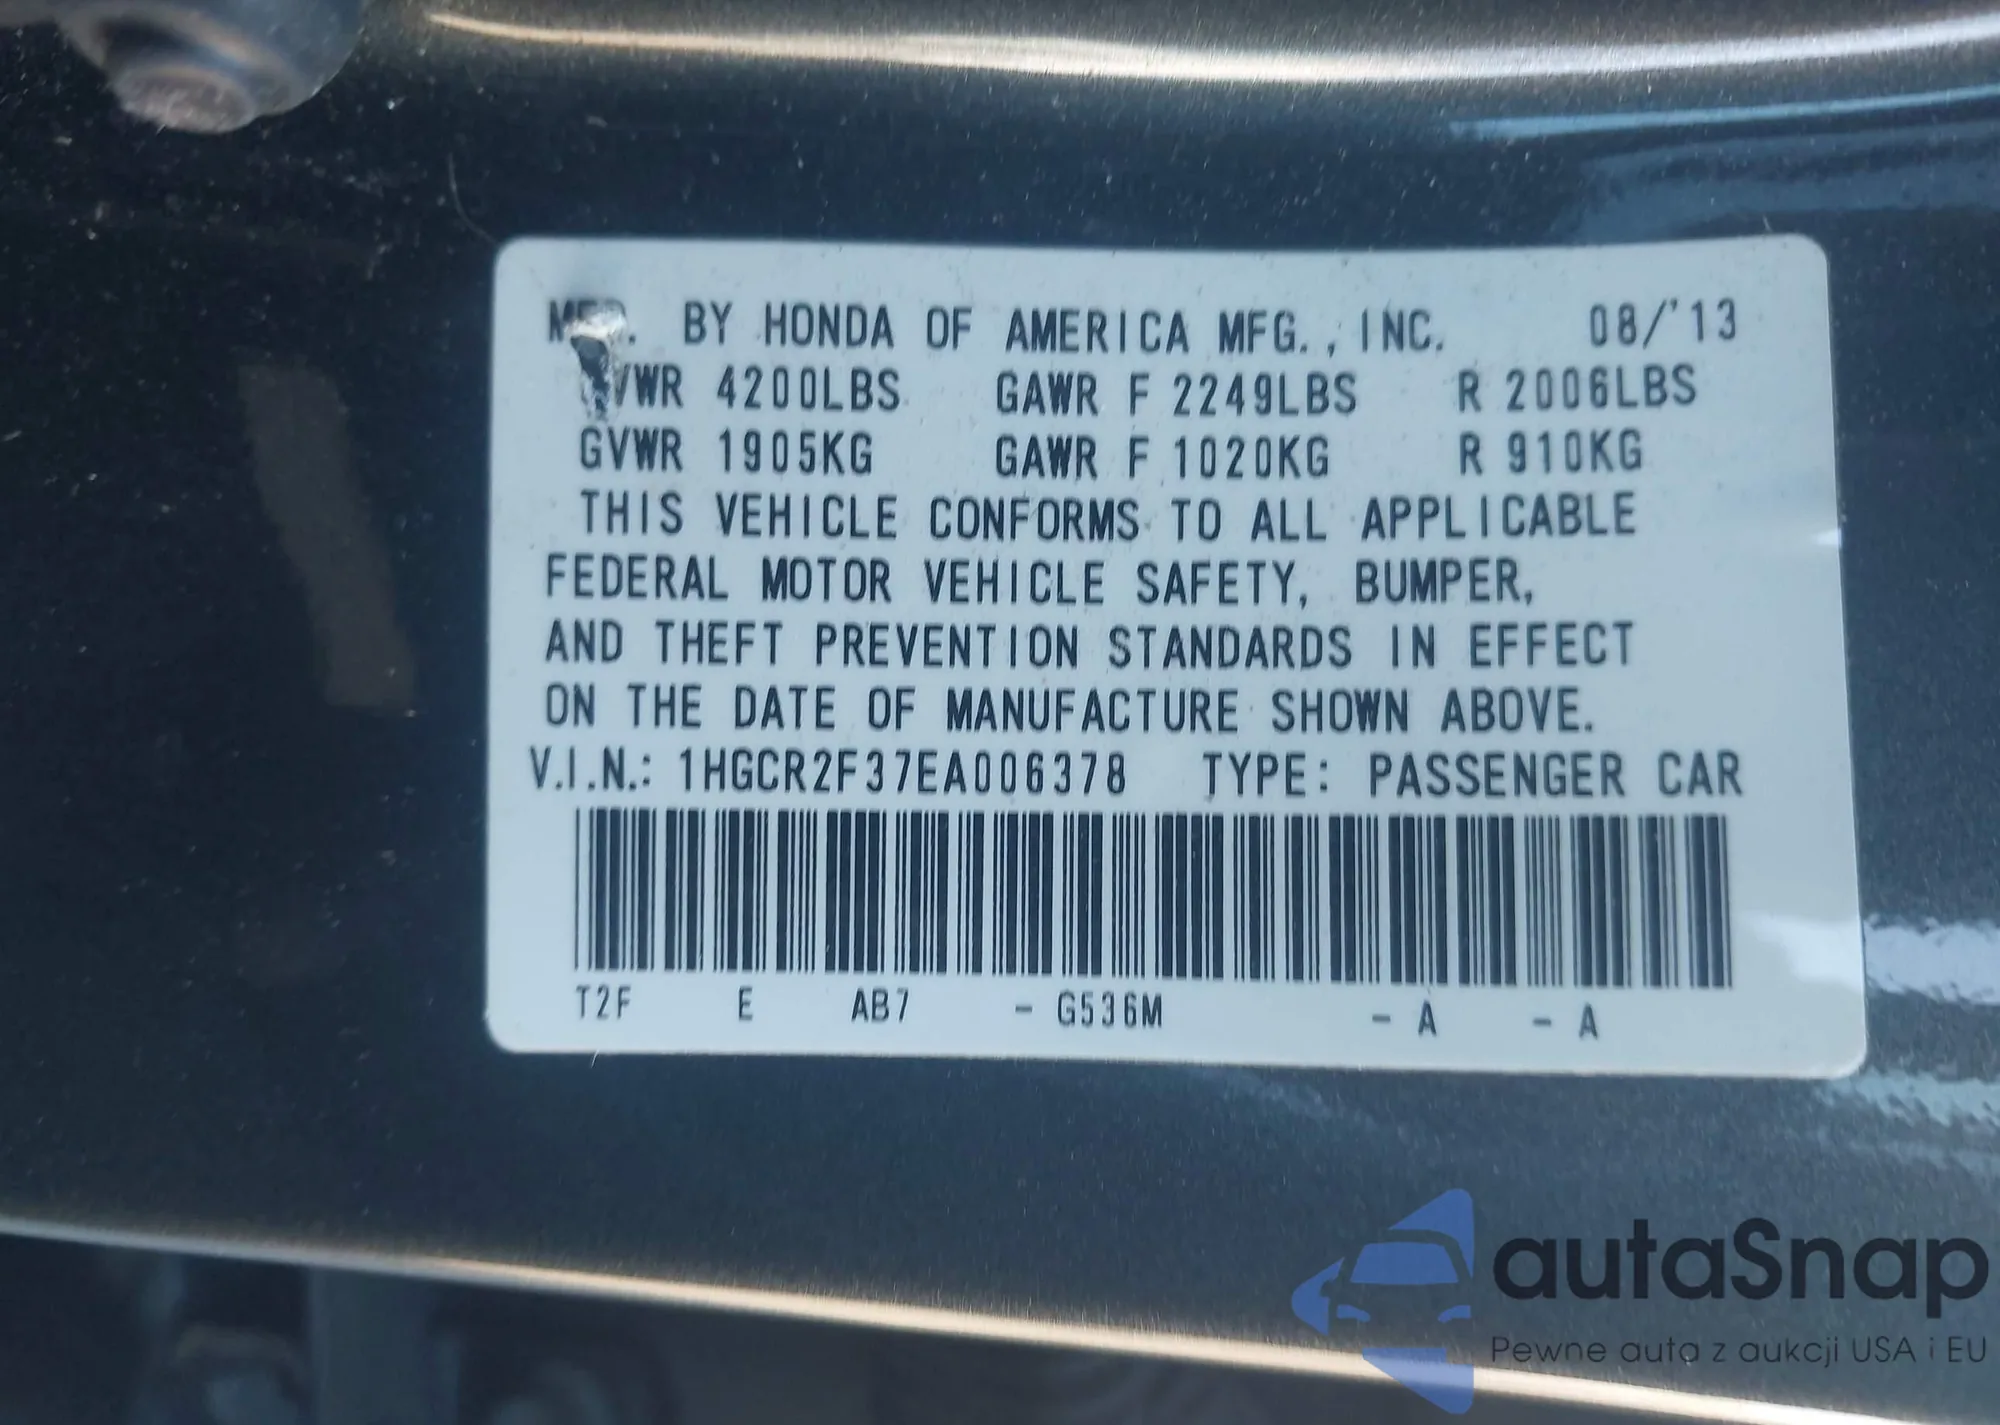 MFG. BY HONDA OF AMERICA MFG., INC. 08/'13
GVWR 4200LBS GAWR F 2249LBS R 2006LBS
GVWR 1905KG GAWR F 1020KG R 910KG
THIS VEHICLE CONFORMS TO ALL APPLICABLE
FEDERAL MOTOR VEHICLE SAFETY, BUMPER,
AND THEFT PREVENTION STANDARDS IN EFFECT
ON THE DATE OF MANUFACTURE SHOWN ABOVE.
V.I.N.: 1HGCR2F37EA006378 TYPE: PASSENGER CAR
T2F E AB7 - G536M - A - A
autaSnap
Pewne auta z aukcji USA i EU